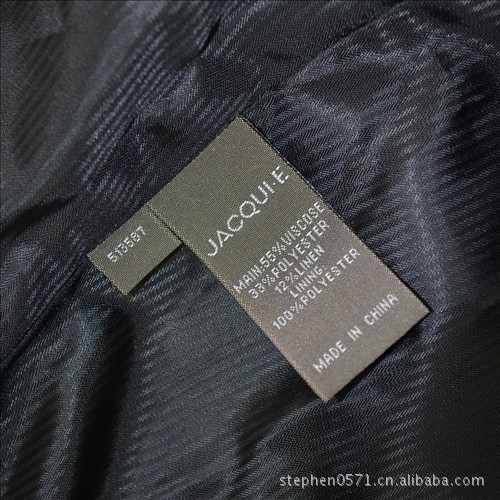 JACQUI·E
MAIN:55%VISCOSE
33%POLYESTER
12%LINEN
LINING:
100%POLYESTER
MADE IN CHINA
513587
stephen0571.cn.alibaba.com